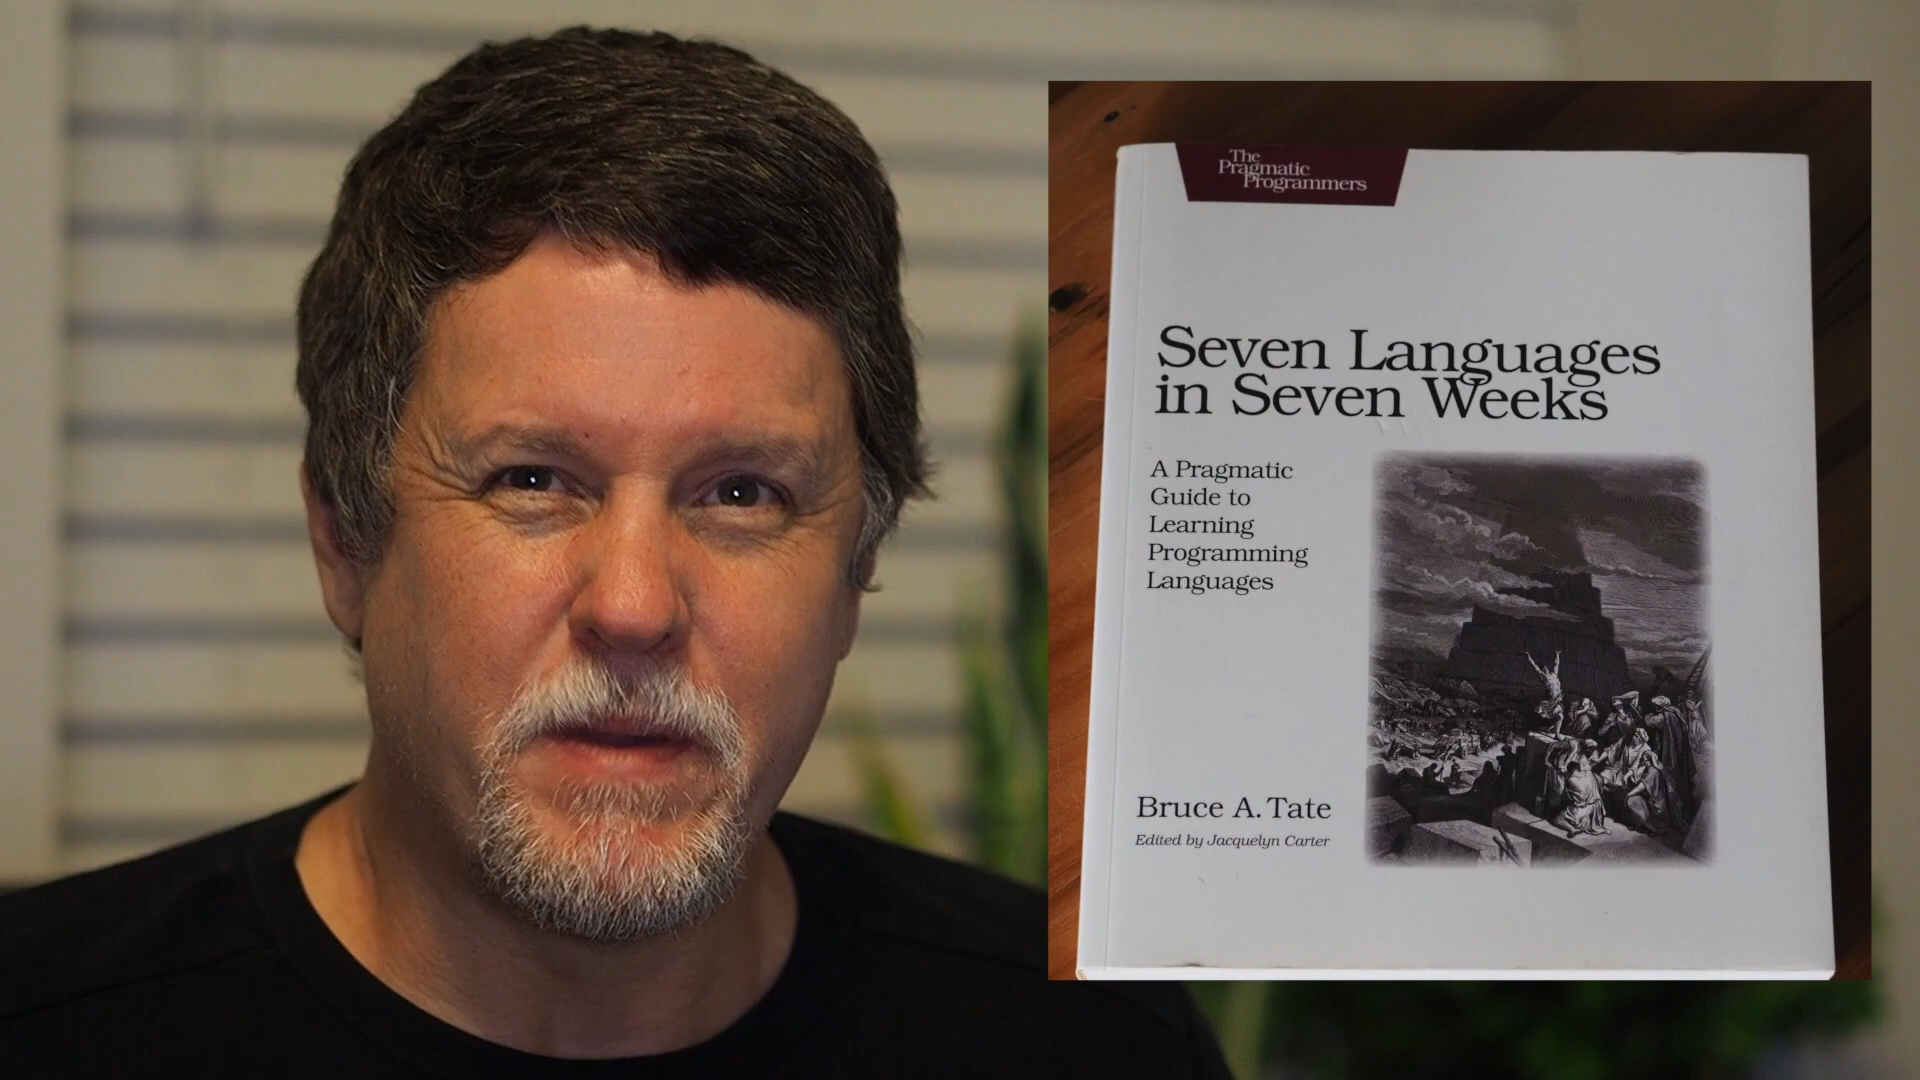 The
Pragmatic
Programmers
Seven Languages
in Seven Weeks
A Pragmatic
Guide to
Learning
Programming
Languages
Bruce A. Tate
Edited by Jacquelyn Carter